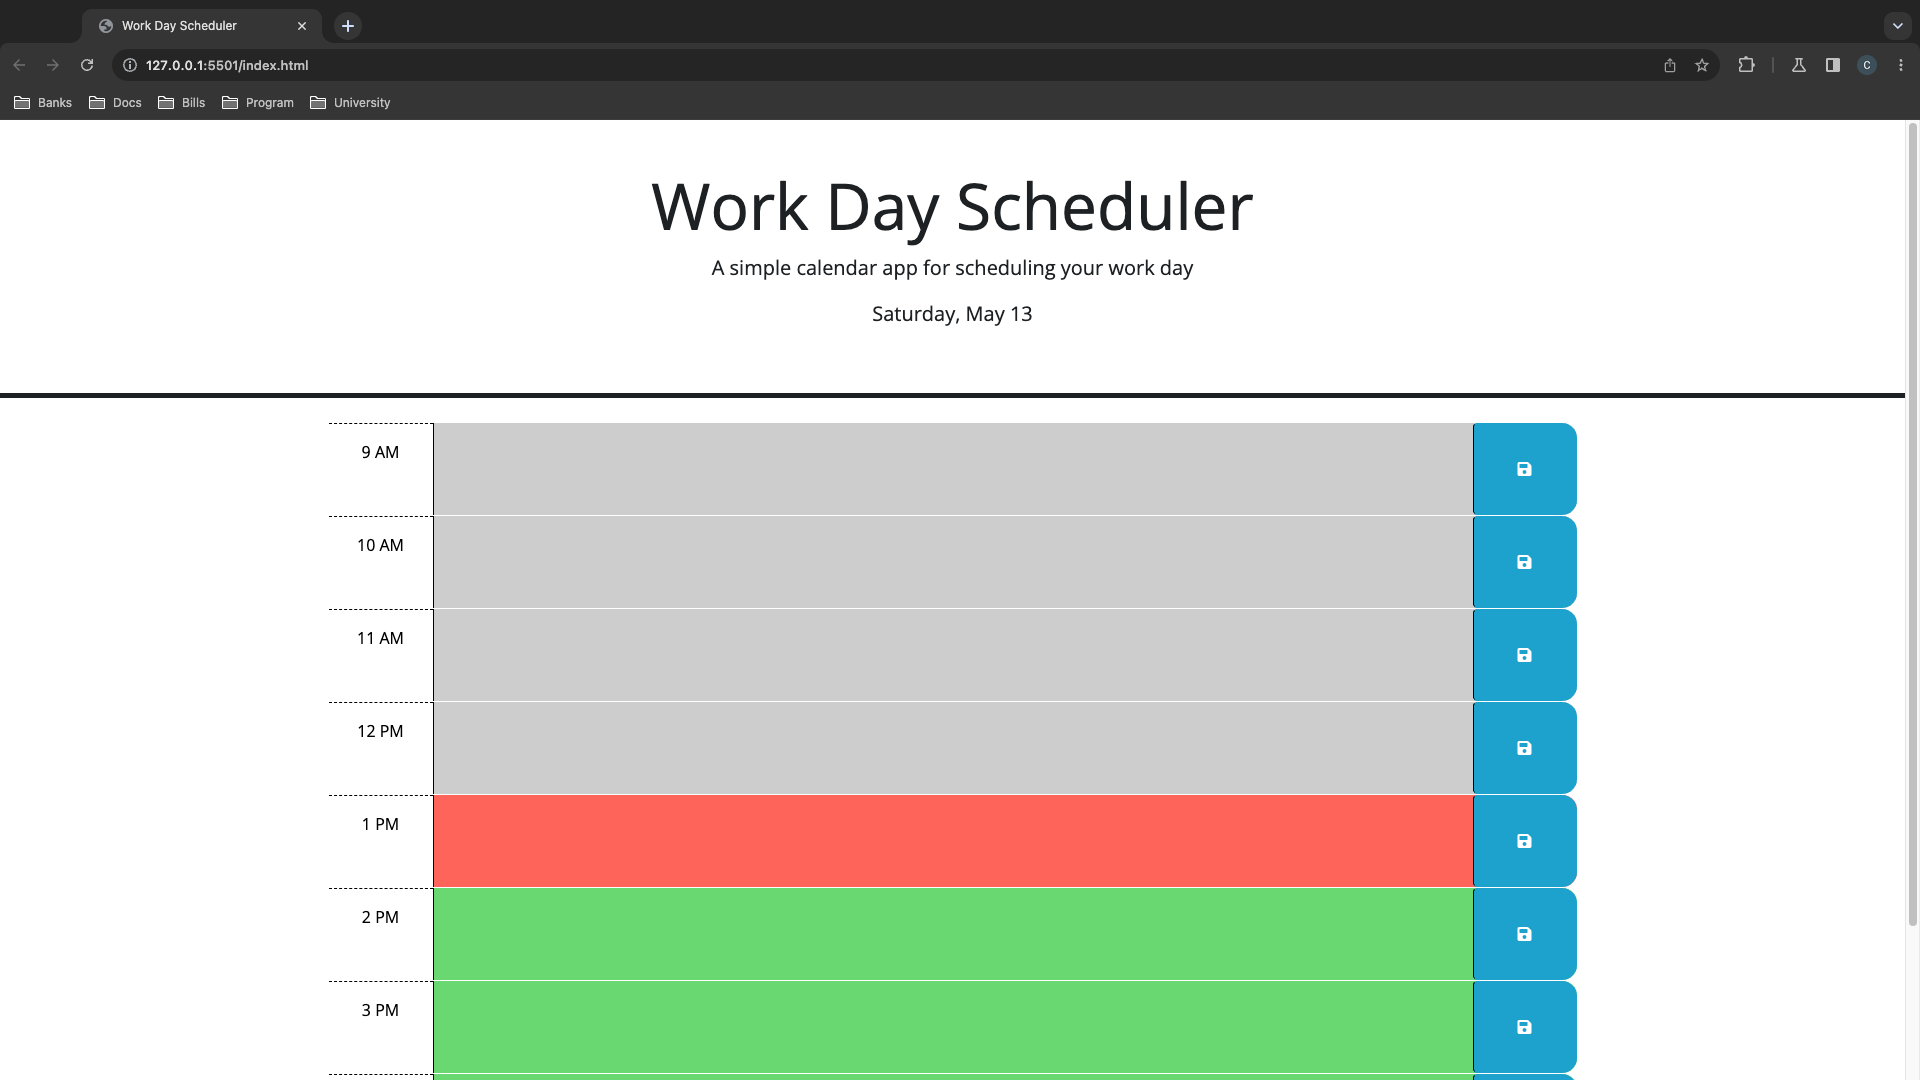 Work Day Scheduler
127.0.0.1:5501/index.html
C
Banks
Docs
Bills
Program
University
Work Day Scheduler
A simple calendar app for scheduling your work day
Saturday, May 13
9 AM
10 AM
11 AM
12 PM
1 PM
2 PM
3 PM